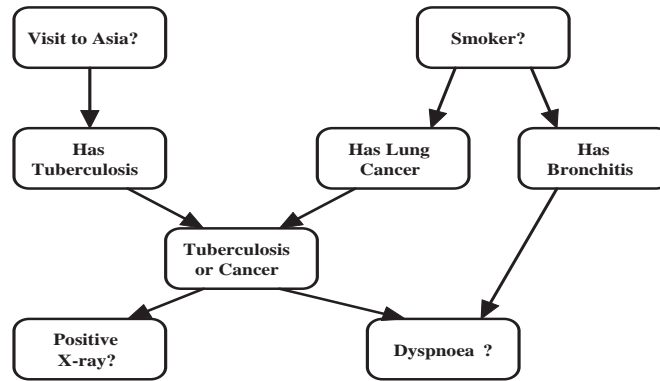 Visit to Asia?
Smoker?
Has
Tuberculosis
Has Lung
Cancer
Has
Bronchitis
Tuberculosis
or Cancer
Positive
X-ray?
Dyspnoea ?